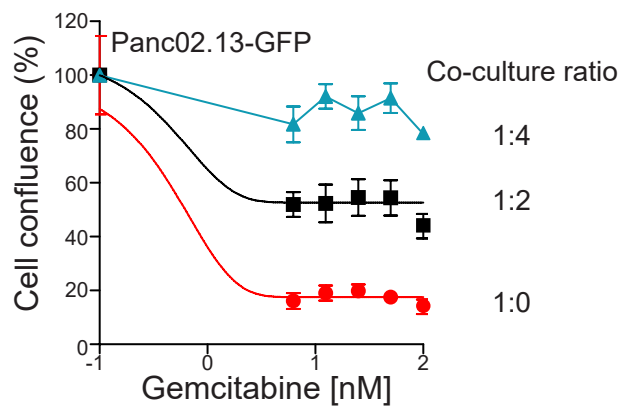 120
Panc02.13-GFP
100
Co-culture ratio
80
1:4
60
1:2
40
20
1:0
0
-1 0 1 2
Gemcitabine [nM]
Cell confluence (%)